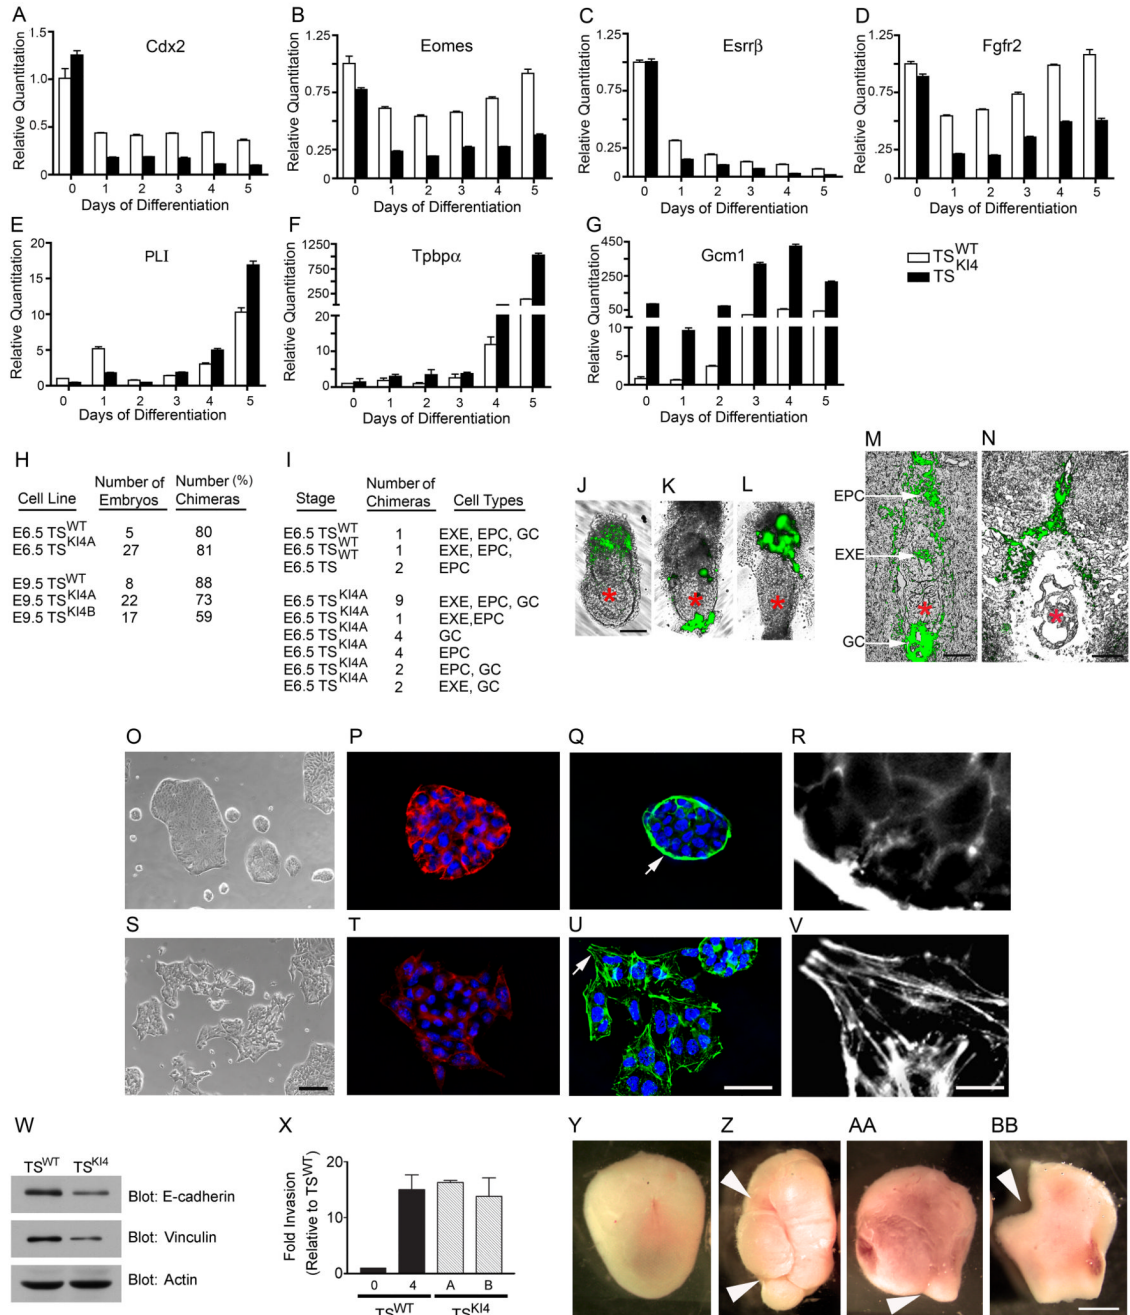 A
Cdx2
Relative Quantitation
1.5
1.0
0.5
0
0 1 2 3 4 5
Days of Differentiation
B
Eomes
Relative Quantitation
1.25
0.75
0.25
0
0 1 2 3 4 5
Days of Differentiation
C
Esrrβ
Relative Quantitation
1.25
0.75
0.25
0
0 1 2 3 4 5
Days of Differentiation
D
Fgfr2
Relative Quantitation
1.25
0.75
.25
0
0 1 2 3 4 5
Days of Differentiation
E
PLI
Relative Quantitation
20
15
10
5
0
0 1 2 3 4 5
Days of Differentiation
F
Tpbpα
Relative Quantitation
1250
1250
750
250
20
10
0
0 1 2 3 4 5
Days of Differentiation
G
Gcm1
Relative Quantitation
450
250
50
10
5
0
0 1 2 3 4 5
Days of Differentiation
TS WT
TS KI4
H
Cell Line Number of Embryos Number (%) Chimeras
E6.5 TS WT 5 80
E6.5 TS KI4A 27 81
E9.5 TS WT 8 88
E9.5 TS KI4A 22 73
E9.5 TS KI4B 17 59
I
Stage Number of Chimeras Cell Types
E6.5 TS WT 1 EXE, EPC, GC
E6.5 TS WT 1 EXE, EPC,
E6.5 TS WT 2 EPC
E6.5 TS KI4A 9 EXE, EPC, GC
E6.5 TS KI4A 1 EXE,EPC
E6.5 TS KI4A 4 GC
E6.5 TS KI4A 4 EPC
E6.5 TS KI4A 2 EPC, GC
E6.5 TS KI4A 2 EXE, GC
J
*
K
*
L
*
M
EPC
EXE
*
GC
N
*
O
P
Q
R
S
T
U
V
W
TS WT TS KI4
Blot: E-cadherin
Blot: Vinculin
Blot: Actin
X
Fold Invasion
(Relative to TS WT)
20
10
0
0 4 A B
TS WT TS KI4
Y
Z
AA
BB